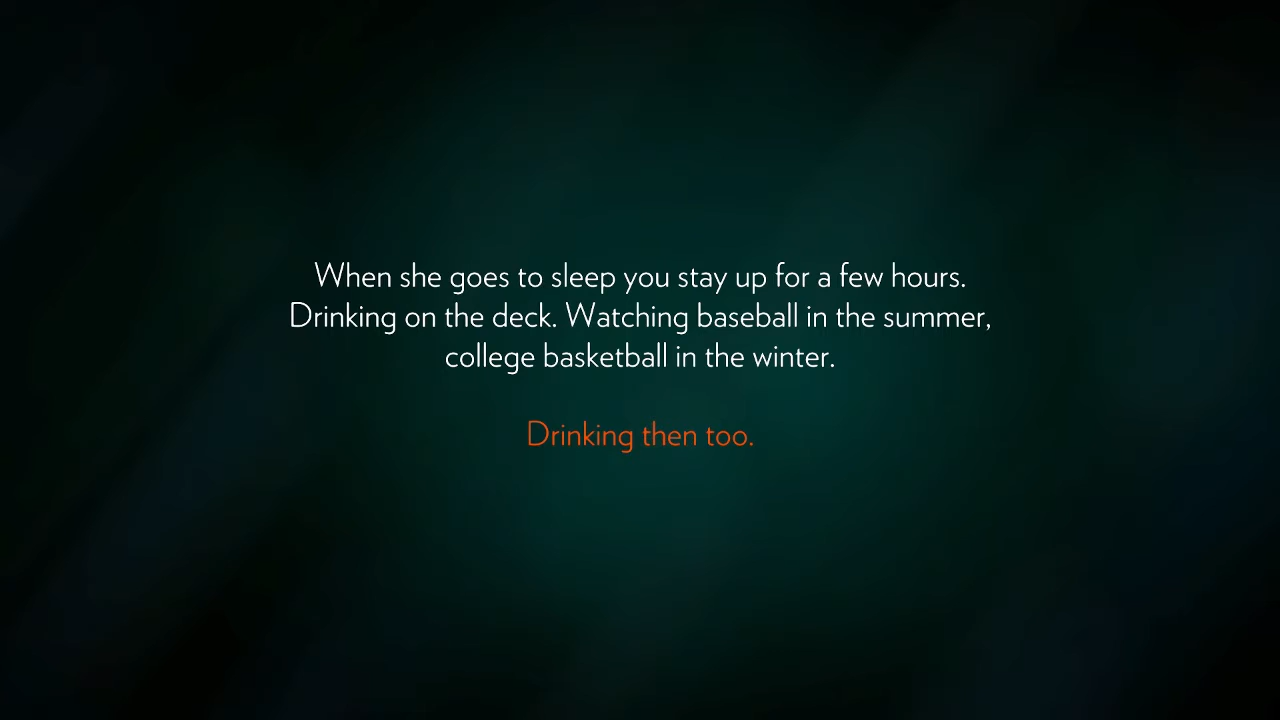 When she goes to sleep you stay up for a few hours.
Drinking on the deck. Watching baseball in the summer,
college basketball in the winter.
Drinking then too.